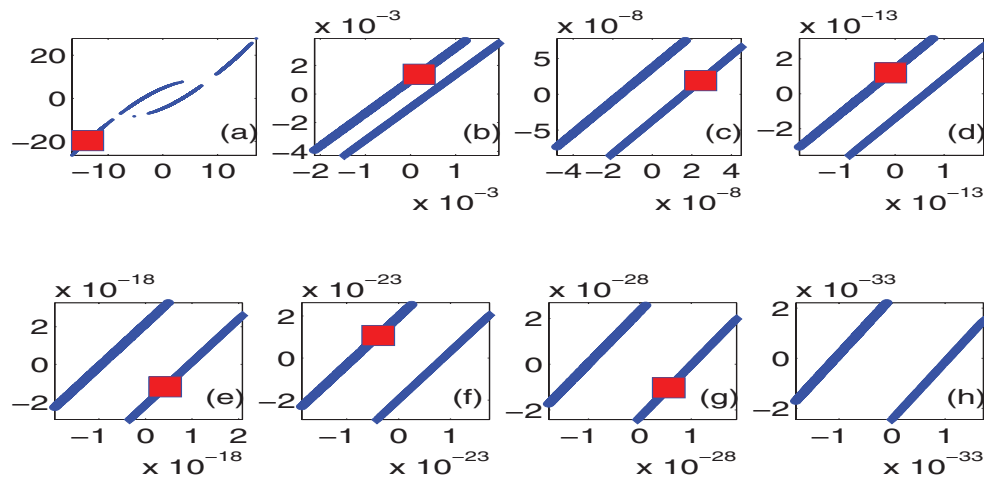 x 10⁻³ x 10⁻⁸ x 10⁻¹³
20 0 −20 (a) −10 0 10
2 0 −2 −4 (b) −2 −1 0 1 x 10⁻³
5 0 −5 (c) −4 −2 0 2 4 x 10⁻⁸
2 0 −2 (d) −1 0 1 x 10⁻¹³
x 10⁻¹⁸ x 10⁻²³ x 10⁻²⁸ x 10⁻³³
2 0 −2 (e) −1 0 1 2 x 10⁻¹⁸
2 0 −2 (f) −1 0 1 x 10⁻²³
2 0 −2 (g) −1 0 1 x 10⁻²⁸
2 0 −2 (h) −1 0 1 x 10⁻³³